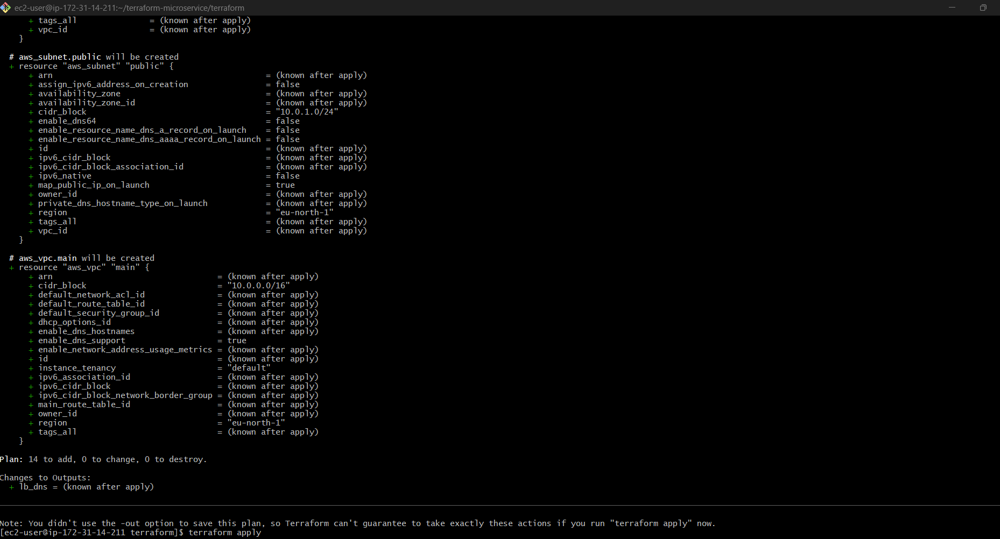 ec2-user@ip-172-31-14-211:~/terraform-microservice/terraform
      + tags_all               = (known after apply)
      + vpc_id                 = (known after apply)
    }
  # aws_subnet.public will be created
  + resource "aws_subnet" "public" {
      + arn                                            = (known after apply)
      + assign_ipv6_address_on_creation                = false
      + availability_zone                              = (known after apply)
      + availability_zone_id                           = (known after apply)
      + cidr_block                                     = "10.0.1.0/24"
      + enable_dns64                                   = false
      + enable_resource_name_dns_a_record_on_launch    = false
      + enable_resource_name_dns_aaaa_record_on_launch = false
      + id                                             = (known after apply)
      + ipv6_cidr_block                                = (known after apply)
      + ipv6_cidr_block_association_id                 = (known after apply)
      + ipv6_native                                    = false
      + map_public_ip_on_launch                        = true
      + owner_id                                       = (known after apply)
      + private_dns_hostname_type_on_launch            = (known after apply)
      + region                                         = "eu-north-1"
      + tags_all                                       = (known after apply)
      + vpc_id                                         = (known after apply)
    }
  # aws_vpc.main will be created
  + resource "aws_vpc" "main" {
      + arn                                  = (known after apply)
      + cidr_block                           = "10.0.0.0/16"
      + default_network_acl_id               = (known after apply)
      + default_route_table_id               = (known after apply)
      + default_security_group_id            = (known after apply)
      + dhcp_options_id                      = (known after apply)
      + enable_dns_hostnames                 = (known after apply)
      + enable_dns_support                   = true
      + enable_network_address_usage_metrics = (known after apply)
      + id                                   = (known after apply)
      + instance_tenancy                     = "default"
      + ipv6_association_id                  = (known after apply)
      + ipv6_cidr_block                      = (known after apply)
      + ipv6_cidr_block_network_border_group = (known after apply)
      + main_route_table_id                  = (known after apply)
      + owner_id                             = (known after apply)
      + region                               = "eu-north-1"
      + tags_all                             = (known after apply)
    }
Plan: 14 to add, 0 to change, 0 to destroy.
Changes to Outputs:
  + lb_dns = (known after apply)
Note: You didn't use the -out option to save this plan, so Terraform can't guarantee to take exactly these actions if you run "terraform apply" now.
[ec2-user@ip-172-31-14-211 terraform]$ terraform apply